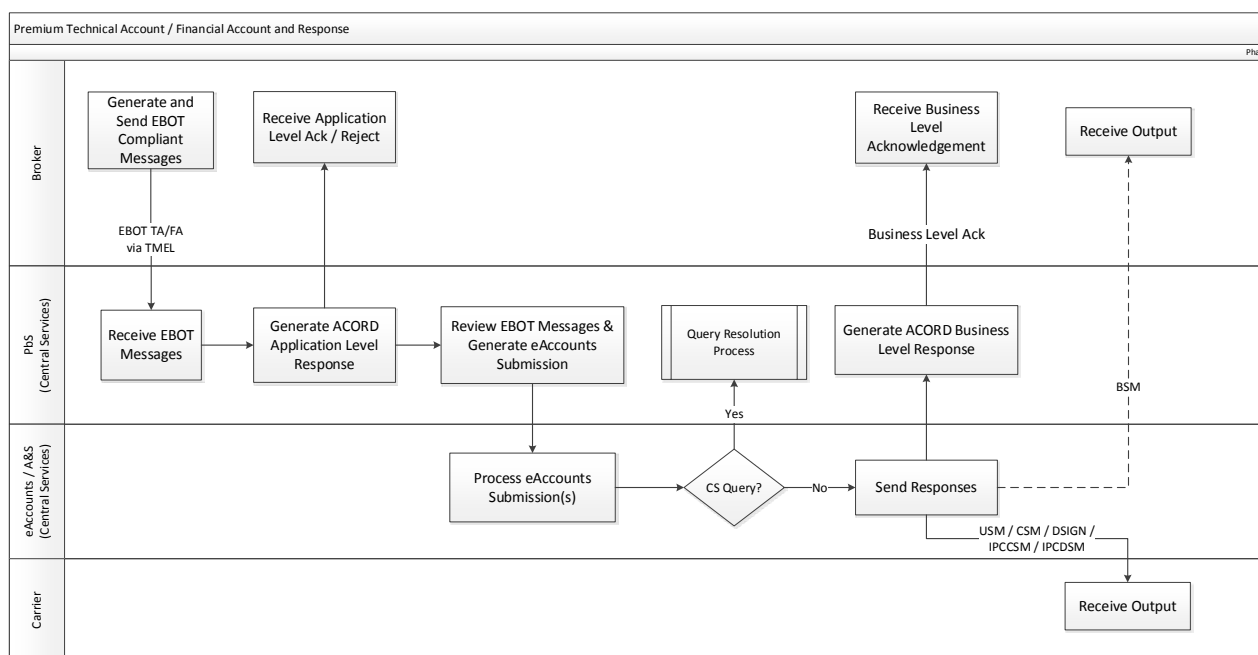 Premium Technical Account / Financial Account and Response
Pha
Broker
Generate and
Send EBOT
Compliant
Messages
Receive Application
Level Ack / Reject
Receive Business
Level
Acknowledgement
Receive Output
EBOT TA/FA
via TMEL
Business Level Ack
PbS
(Central Services)
Receive EBOT
Messages
Generate ACORD
Application Level
Response
Review EBOT Messages &
Generate eAccounts
Submission
Query Resolution
Process
Generate ACORD Business
Level Response
BSM
Yes
eAccounts / A&S
(Central Services)
Process eAccounts
Submission(s)
CS Query?
No
Send Responses
USM / CSM / DSIGN /
IPCCSM / IPCDSM
Carrier
Receive Output